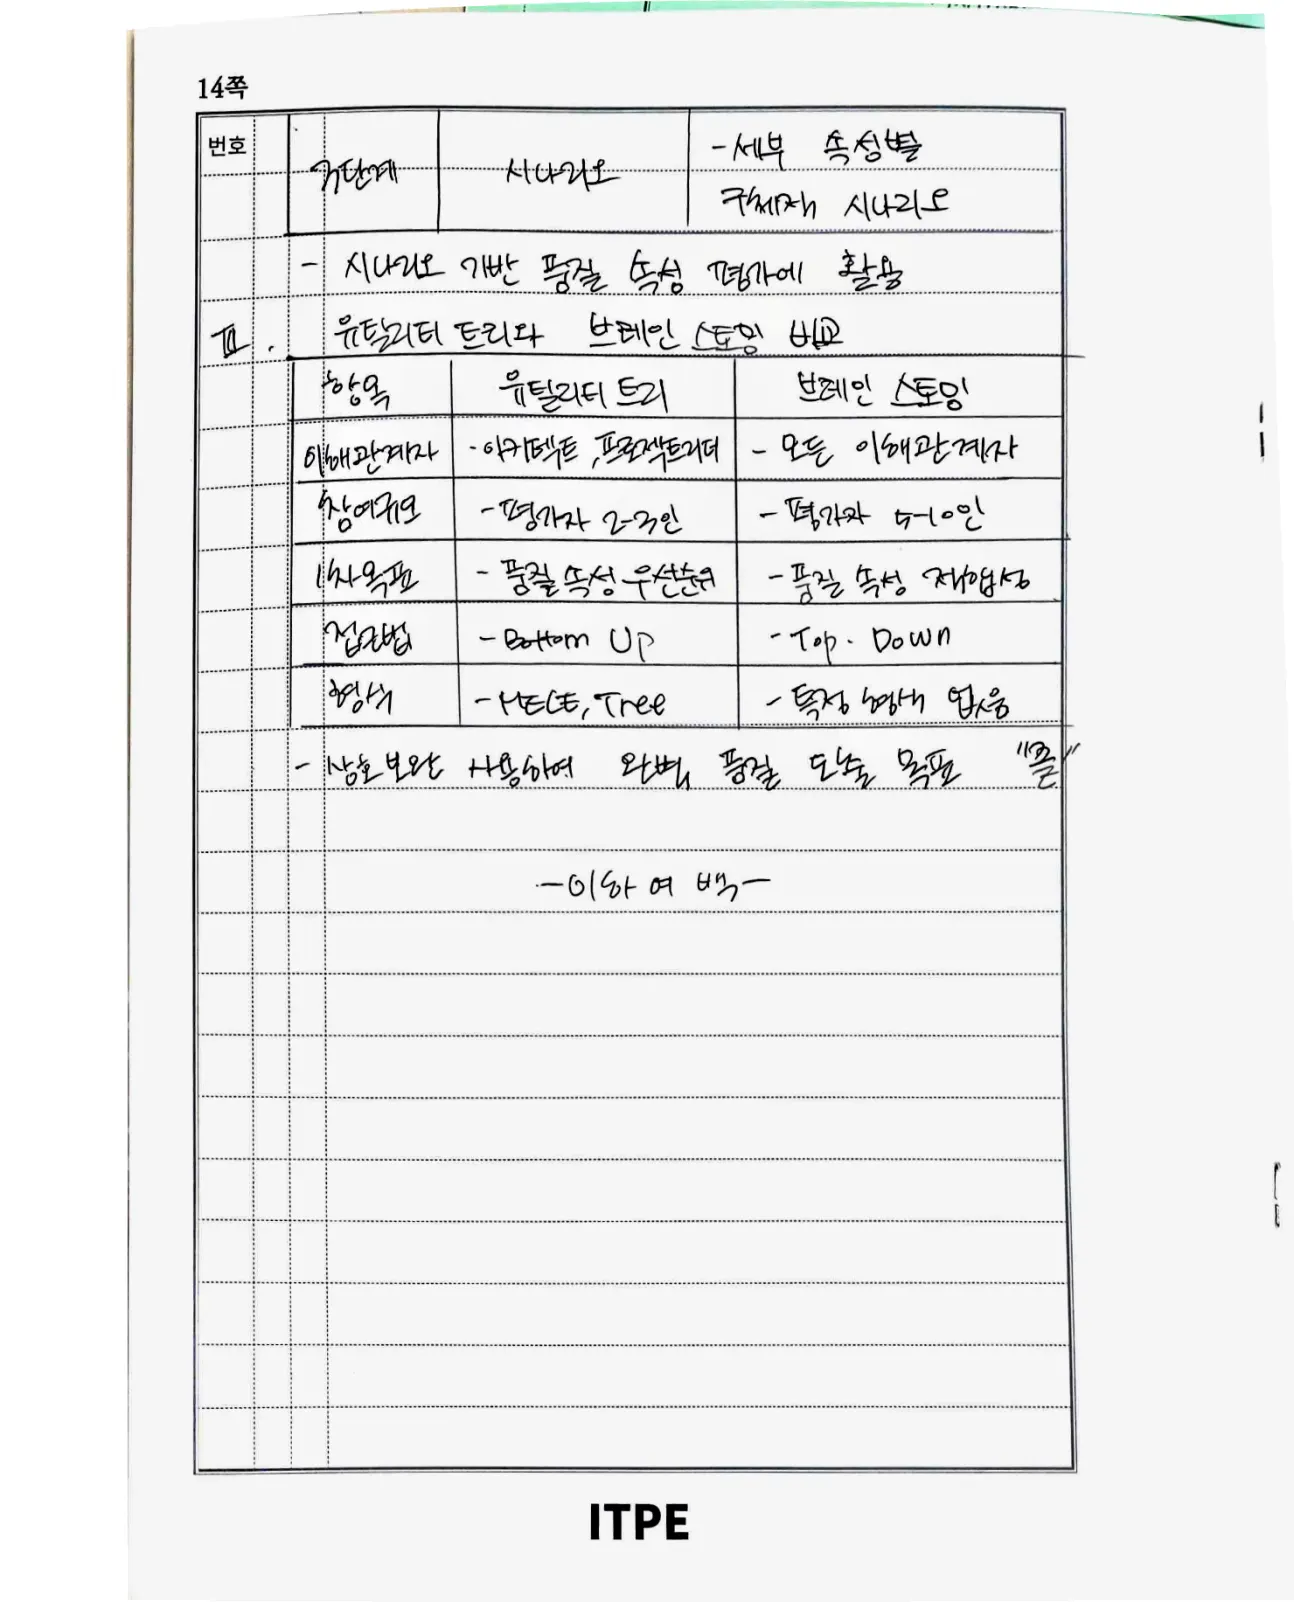 14쪽
번호
3단계 시나리오 - 세부 속성별
구체적 시나리오
- 시나리오 기반 품질 속성 평가에 활용
III. 유틸리티 트리와 브레인 스토밍 비교
항목 유틸리티 트리 브레인 스토밍
이해관계자 - 아키텍트, 프로젝트리더 - 모든 이해관계자
참여규모 - 평가자 2-3인 - 평가자 5-10인
1차목표 - 품질 속성 우선순위 - 품질 속성 적합성
접근법 - Bottom Up - Top. Down
형식 - MECE, Tree - 특정 형식 없음
- 상호보완 사용하여 완벽 품질 도출 목표 "끝"
- 이하 여백 -
ITPE